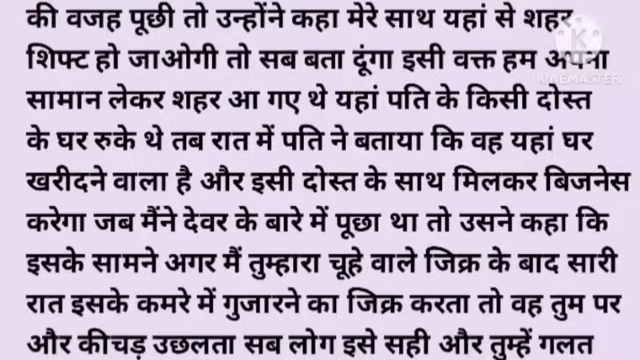 की वजह पूछी तो उन्होंने कहा मेरे साथ यहां से शहर
शिफ्ट हो जाओगी तो सब बता दूंगा इसी वक्त हम अपना
सामान लेकर शहर आ गए थे यहां पति के किसी दोस्त
के घर रुके थे तब रात में पति ने बताया कि वह यहां घर
खरीदने वाला है और इसी दोस्त के साथ मिलकर बिजनेस
करेगा जब मैंने देवर के बारे में पूछा था तो उसने कहा कि
इसके सामने अगर मैं तुम्हारा चूहे वाले जिक्र के बाद सारी
रात इसके कमरे में गुजारने का जिक्र करता तो वह तुम पर
और कीचड़ उछलता सब लोग इसे सही और तुम्हें गलत
K
KINEMASTER